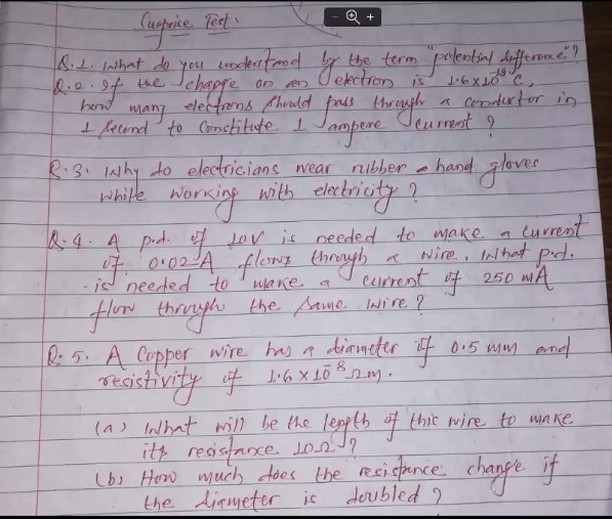 Surprise Test.
Q.1. What do you understand by the term "potential difference"?
Q.2. If the charge on an electron is 1.6×10⁻¹⁹ C,
how many electrons should pass through a conductor in
1 second to constitute 1 ampere current?
Q.3. Why do electricians wear rubber hand gloves
while working with electricity?
Q.4. A p.d. of 10V is needed to make a current
of 0.02 A flows through a wire. What p.d.
is needed to make a current of 250 mA
flow through the same wire?
Q.5. A Copper wire has a diameter of 0.5 mm and
resistivity of 1.6×10⁻⁸ Ωm.
(a) What will be the length of this wire to make
its resistance 10Ω?
(b) How much does the resistance change if
the diameter is doubled?